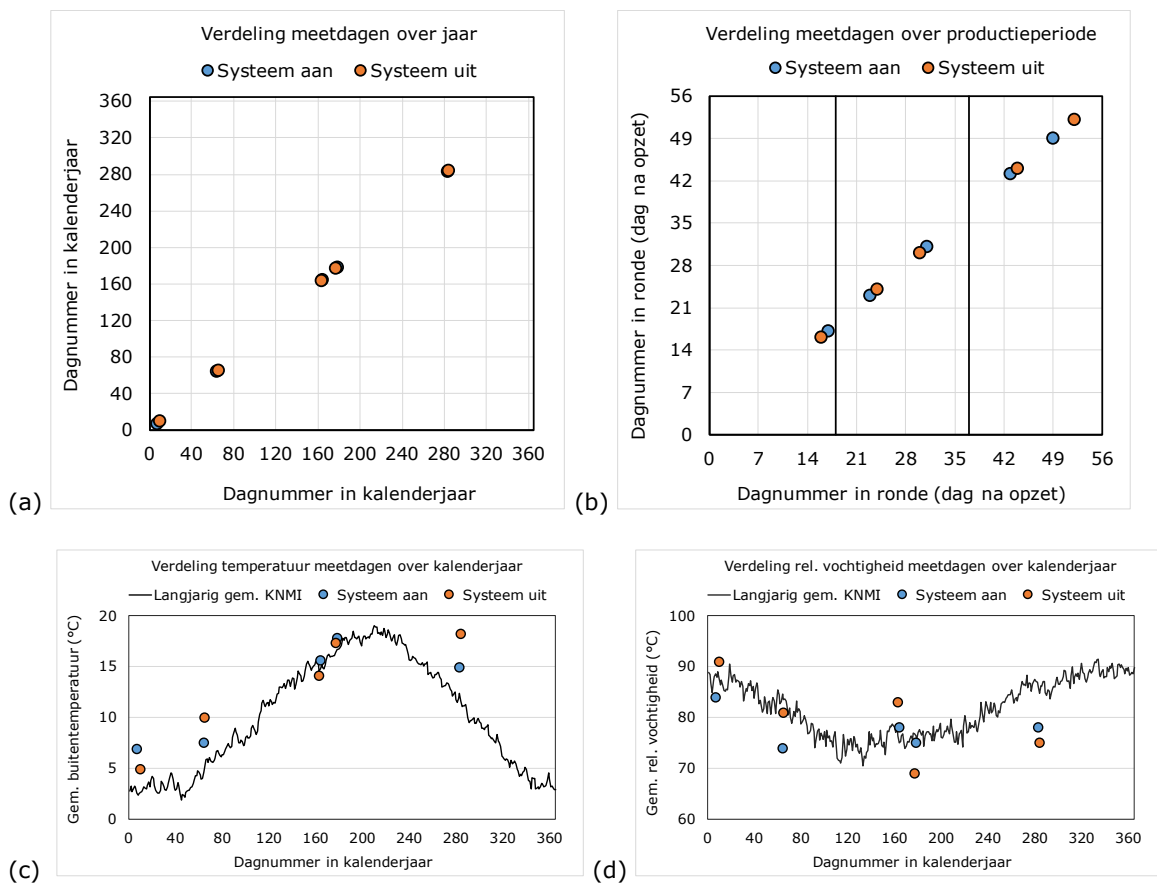 Verdeling meetdagen over jaar
Systeem aan Systeem uit
360
320
280
240
200
160
120
80
40
0
0 40 80 120 160 200 240 280 320 360
Dagnummer in kalenderjaar
Dagnummer in kalenderjaar
(a)
Verdeling meetdagen over productieperiode
Systeem aan Systeem uit
56
49
42
35
28
21
14
7
0
0 7 14 21 28 35 42 49 56
Dagnummer in ronde (dag na opzet)
Dagnummer in ronde (dag na opzet)
(b)
Verdeling temperatuur meetdagen over kalenderjaar
Langjarig gem. KNMI Systeem aan Systeem uit
20
15
10
5
0
0 40 80 120 160 200 240 280 320 360
Gem. buitentemperatuur (°C)
Dagnummer in kalenderjaar
(c)
Verdeling rel. vochtigheid meetdagen over kalenderjaar
Langjarig gem. KNMI Systeem aan Systeem uit
100
90
80
70
60
0 40 80 120 160 200 240 280 320 360
Gem. rel. vochtigheid (°C)
Dagnummer in kalenderjaar
(d)